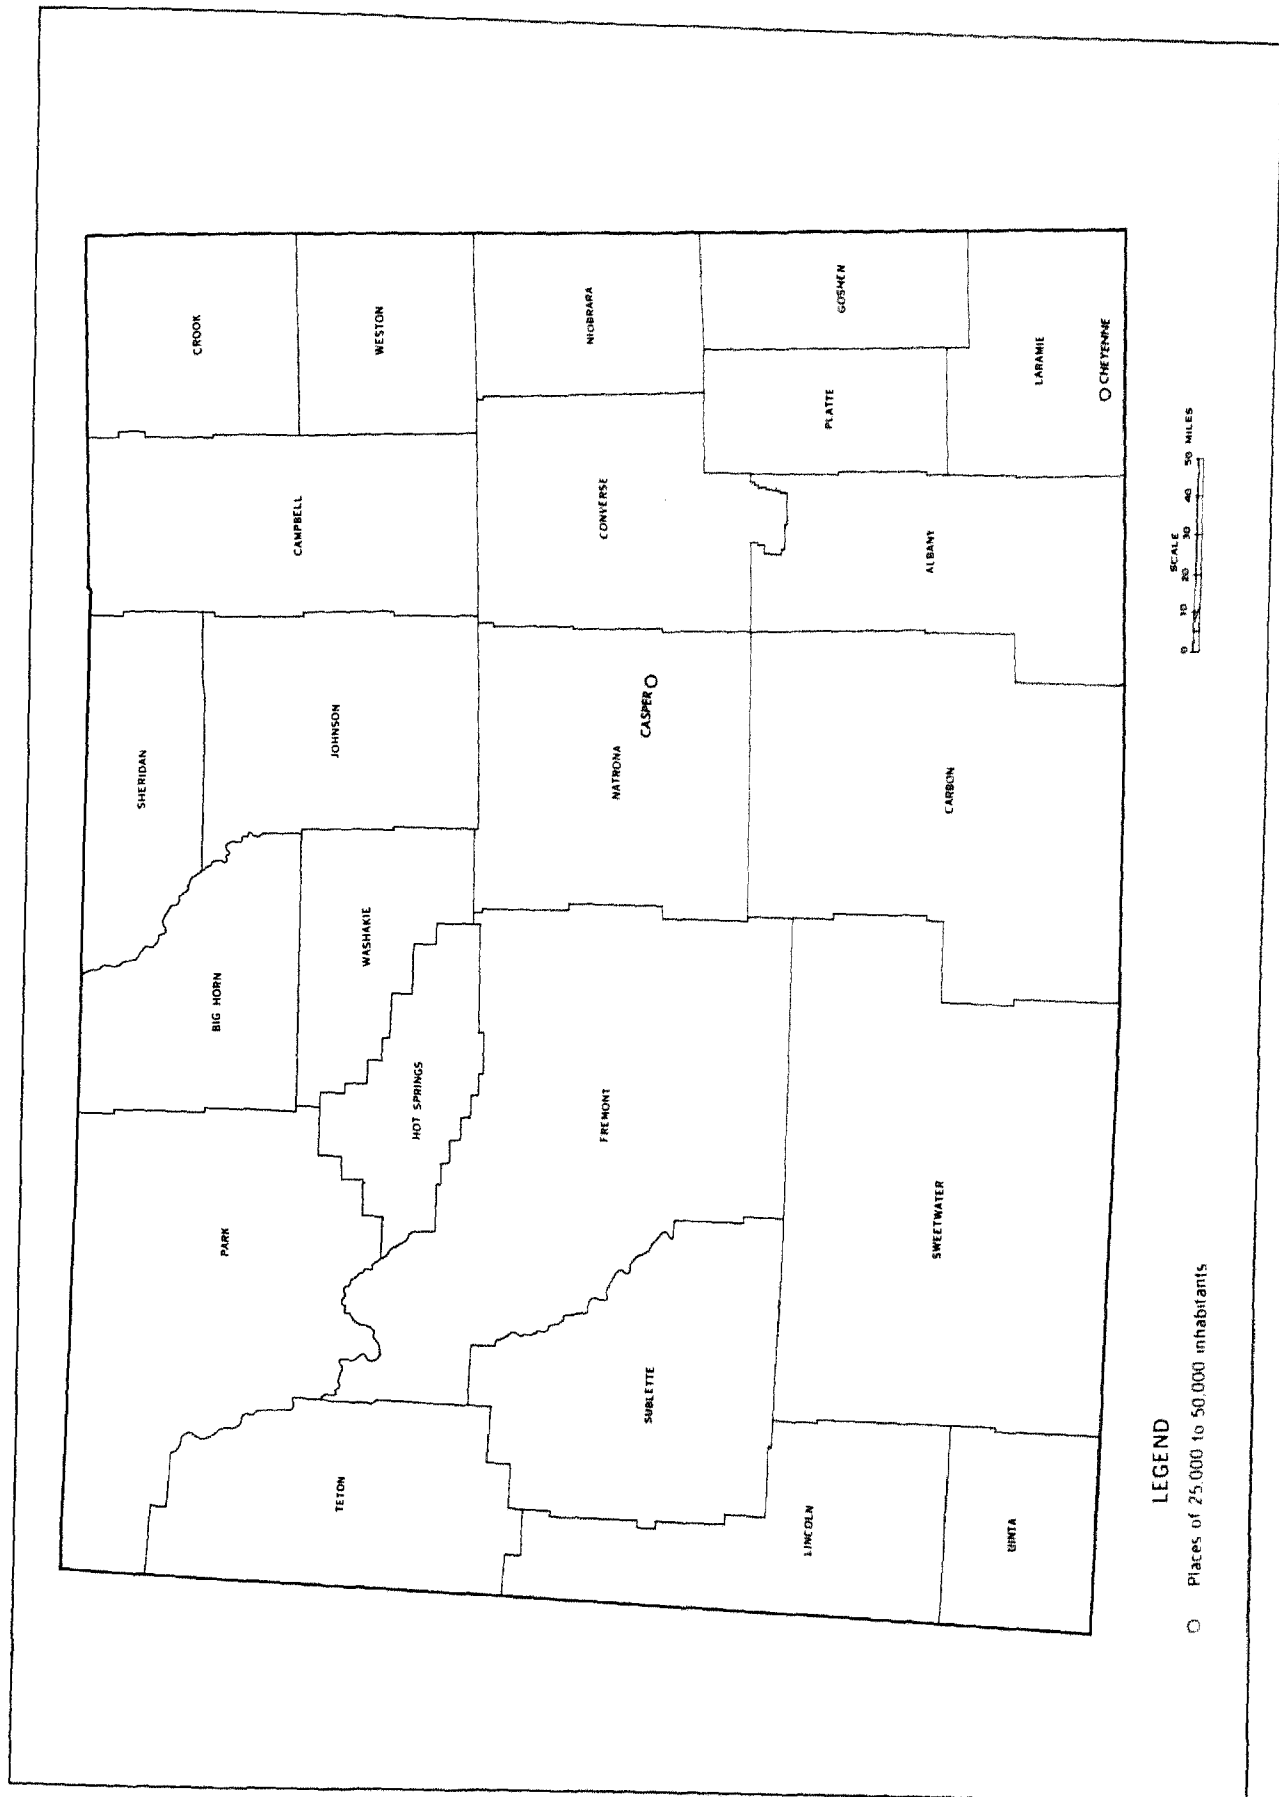 PARK
BIG HORN
SHERIDAN
CAMPBELL
CROOK
TETON
WASHAKIE
JOHNSON
WESTON
HOT SPRINGS
FREMONT
NATRONA
CASPER
CONVERSE
NIOBRARA
SUBLETTE
LINCOLN
SWEETWATER
CARBON
ALBANY
PLATTE
GOSHEN
UINTA
LARAMIE
CHEYENNE
SCALE
0 10 20 30 40 50 MILES
LEGEND
Places of 25,000 to 50,000 inhabitants